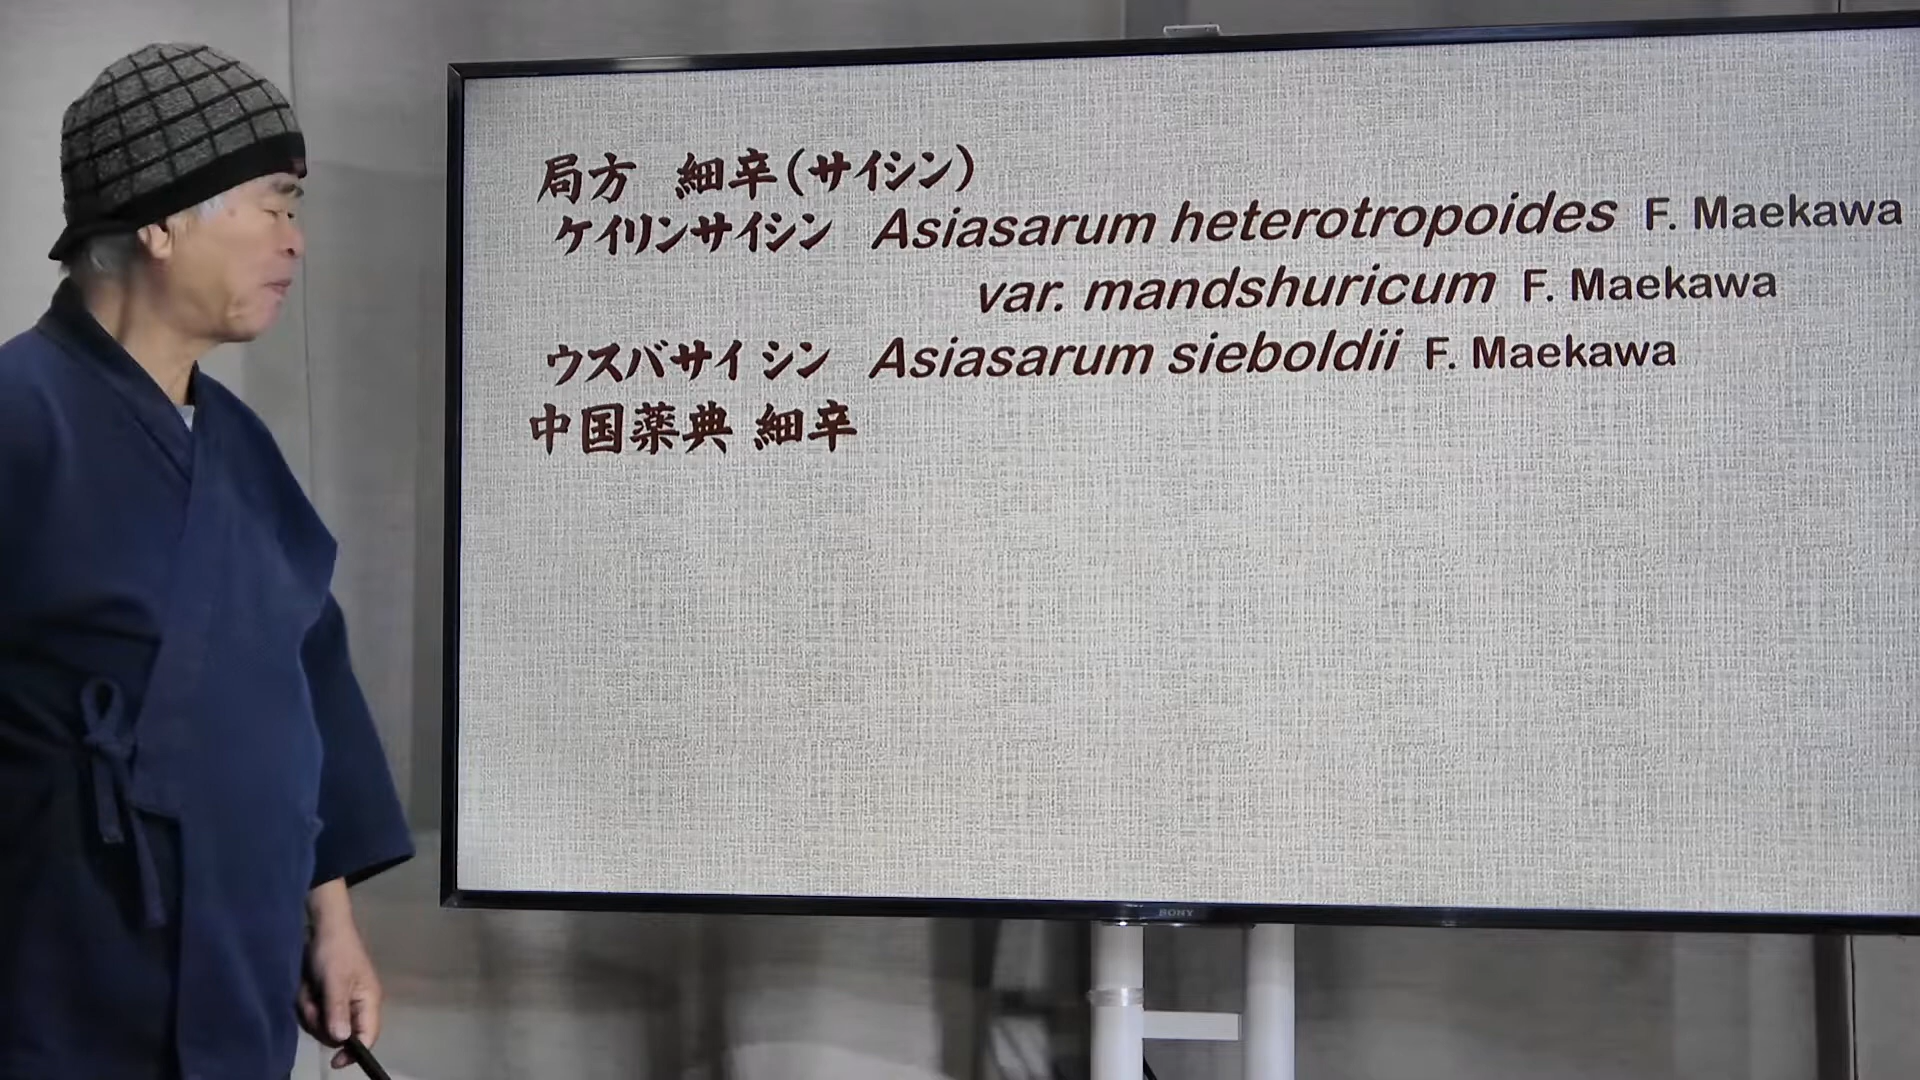 局方 細辛(サイシン)
ケイリンサイシン Asiasarum heterotropoides F. Maekawa
var. mandshuricum F. Maekawa
ウスバサイシン Asiasarum sieboldii F. Maekawa
中国薬典 細辛
SONY